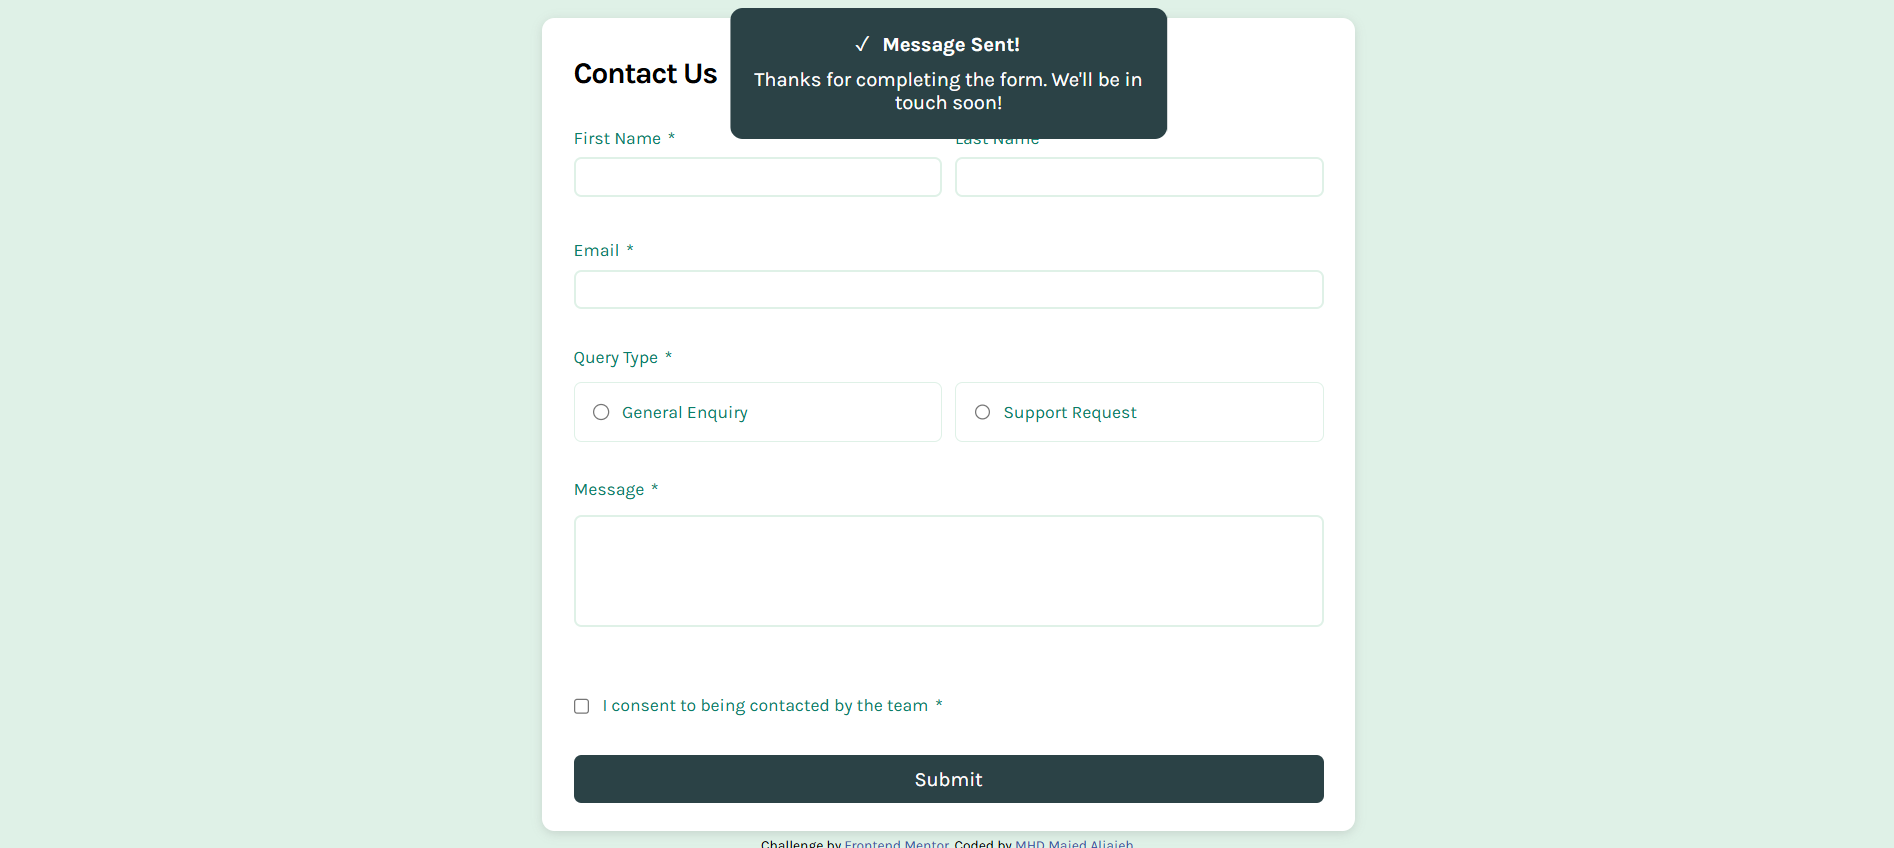 ✓ Message Sent!
Thanks for completing the form. We'll be in
touch soon!
Contact Us
First Name *
Last Name
Email *
Query Type *
General Enquiry
Support Request
Message *
I consent to being contacted by the team *
Submit
Challenge by Frontend Mentor. Coded by MHD Majed Aljajeh